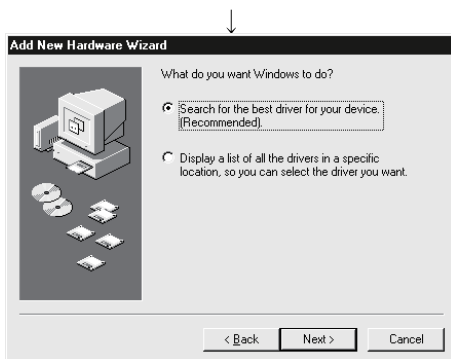 Add New Hardware Wizard
What do you want Windows to do?
Search for the best driver for your device.
(Recommended).
Display a list of all the drivers in a specific
location, so you can select the driver you want.
< Back
Next >
Cancel